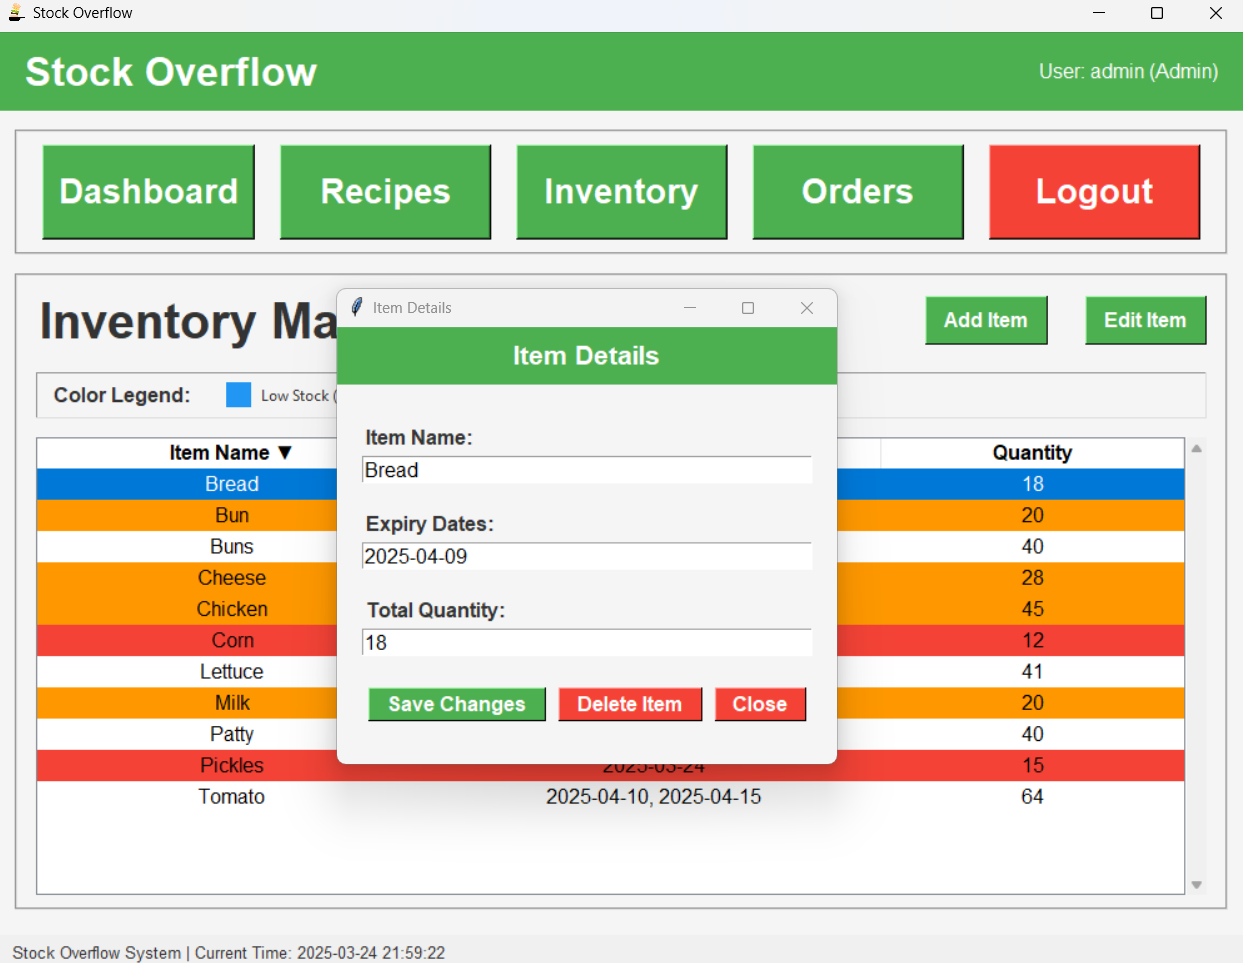 Stock Overflow
Stock Overflow
User: admin (Admin)
Dashboard
Recipes
Inventory
Orders
Logout
Inventory Ma
Add Item
Edit Item
Color Legend:
Low Stock (
Item Details
Item Details
Item Name:
Bread
Expiry Dates:
2025-04-09
Total Quantity:
18
Save Changes
Delete Item
Close
Item Name ▼ Quantity
Bread 18
Bun 20
Buns 40
Cheese 28
Chicken 45
Corn 12
Lettuce 41
Milk 20
Patty 40
Pickles 2025-03-24 15
Tomato 2025-04-10, 2025-04-15 64
Stock Overflow System | Current Time: 2025-03-24 21:59:22